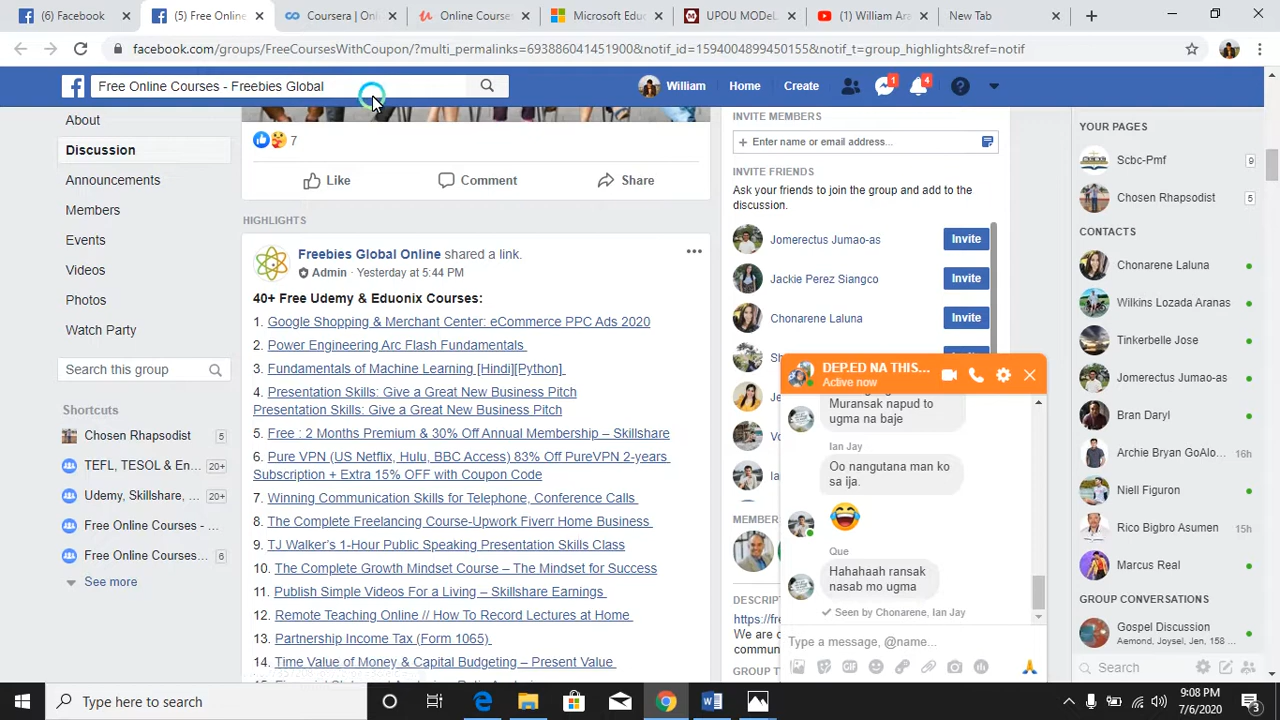 (6) Facebook
(5) Free Online
Coursera | Onl
Online Course
Microsoft Edu
UPOU MODeL
(1) William Ara
New Tab
facebook.com/groups/FreeCoursesWithCoupon/?multi_permalinks=693886041451900&notif_id=1594004899450155&notif_t=group_highlights&ref=notif
Free Online Courses - Freebies Global
William
Home
Create
1
4
About
Discussion
Announcements
Members
Events
Videos
Photos
Watch Party
Search this group
Shortcuts
Chosen Rhapsodist 5
TEFL, TESOL & En... 20+
Udemy, Skillshare, ... 20+
Free Online Courses - ...
Free Online Courses... 6
See more
7
Like
Comment
Share
HIGHLIGHTS
Freebies Global Online shared a link.
Admin · Yesterday at 5:44 PM
40+ Free Udemy & Eduonix Courses:
1. Google Shopping & Merchant Center: eCommerce PPC Ads 2020
2. Power Engineering Arc Flash Fundamentals
3. Fundamentals of Machine Learning [Hindi][Python]
4. Presentation Skills: Give a Great New Business Pitch
Presentation Skills: Give a Great New Business Pitch
5. Free : 2 Months Premium & 30% Off Annual Membership – Skillshare
6. Pure VPN (US Netflix, Hulu, BBC Access) 83% Off PureVPN 2-years
Subscription + Extra 15% OFF with Coupon Code
7. Winning Communication Skills for Telephone, Conference Calls
8. The Complete Freelancing Course-Upwork Fiverr Home Business
9. TJ Walker's 1-Hour Public Speaking Presentation Skills Class
10. The Complete Growth Mindset Course – The Mindset for Success
11. Publish Simple Videos For a Living – Skillshare Earnings
12. Remote Teaching Online // How To Record Lectures at Home
13. Partnership Income Tax (Form 1065)
14. Time Value of Money & Capital Budgeting – Present Value
INVITE MEMBERS
+ Enter name or email address...
INVITE FRIENDS
Ask your friends to join the group and add to the
discussion.
Jomerectus Jumao-as Invite
Jackie Perez Siangco Invite
Chonarene Laluna Invite
MEMBER
DESCRIPT
https://fre
We are c
commun
GROUP T
DEP.ED NA THIS...
Active now
Muransak napud to
ugma na baje
Ian Jay
Oo nangutana man ko
sa ija.
Que
Hahahaah ransak
nasab mo ugma
Seen by Chonarene, Ian Jay
Type a message, @name...
GIF
YOUR PAGES
Scbc-Pmf 9
Chosen Rhapsodist 5
CONTACTS
Chonarene Laluna
Wilkins Lozada Aranas
Tinkerbelle Jose
Jomerectus Jumao-as
Bran Daryl
Archie Bryan GoAlo... 16h
Niell Figuron
Rico Bigbro Asumen 15h
Marcus Real
GROUP CONVERSATIONS
Gospel Discussion
Aemond, Joysel, Jen, 158 ...
Search
Type here to search
9:08 PM
7/6/2020
3